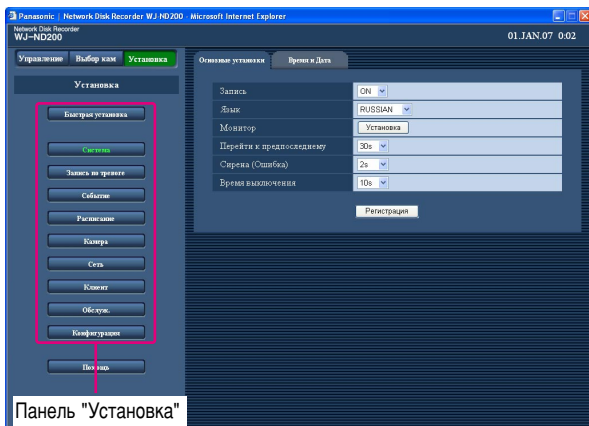 Panasonic | Network Disk Recorder WJ-ND200 - Microsoft Internet Explorer
Network Disk Recorder
WJ-ND200
01.JAN.07 0:02
Управление Выбор кам Установка
Основные установки Время и Дата
Установка
Быстрая установка
Система
Запись по тревоге
Событие
Расписание
Камера
Сеть
Клиент
Обслуж.
Конфигурация
Помощь
Запись ON
Язык RUSSIAN
Монитор Установка
Перейти к предпоследнему 30s
Сирена (Ошибка) 2s
Время выключения 10s
Регистрация
Панель "Установка"